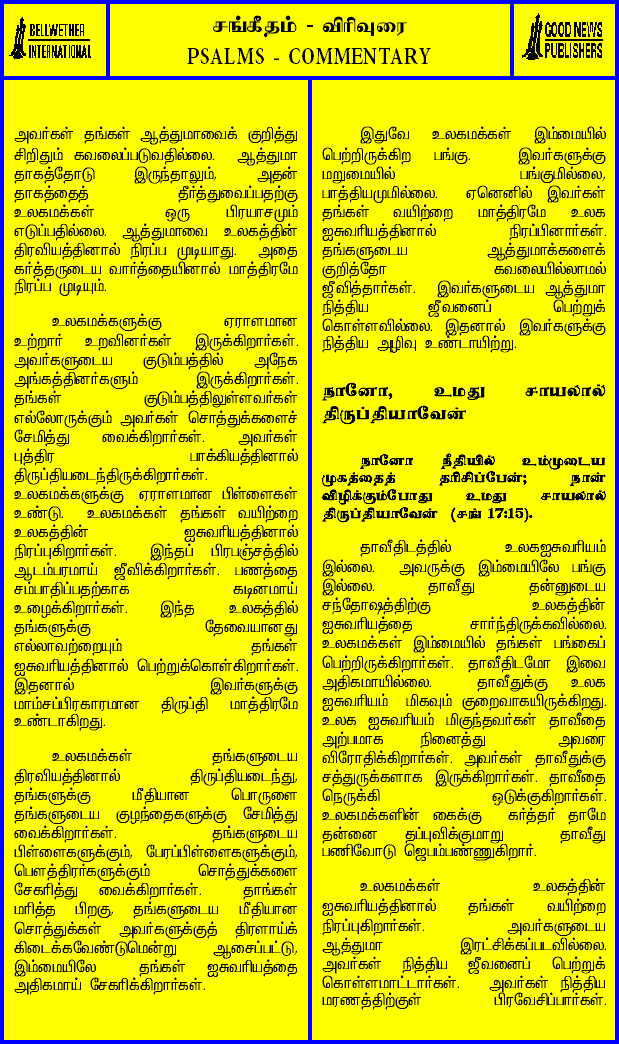 BELLWETHER
INTERNATIONAL
சங்கீதம் - விரிவுரை
PSALMS - COMMENTARY
GOOD NEWS
PUBLISHERS
அவர்கள் தங்கள் ஆத்துமாவைக் குறித்து
சிறிதும் கவலைப்படுவதில்லை. ஆத்துமா
தாகத்தோடு இருந்தாலும், அதன்
தாகத்தைத் தீர்த்துவைப்பதற்கு
உலகமக்கள் ஒரு பிரயாசமும்
எடுப்பதில்லை. ஆத்துமாவை உலகத்தின்
திரவியத்தினால் நிரப்ப முடியாது. அதை
கர்த்தருடைய வார்த்தையினால் மாத்திரமே
நிரப்ப முடியும்.
உலகமக்களுக்கு ஏராளமான
உற்றார் உறவினர்கள் இருக்கிறார்கள்.
அவர்களுடைய குடும்பத்தில் அநேக
அங்கத்தினர்களும் இருக்கிறார்கள்.
தங்கள் குடும்பத்திலுள்ளவர்கள்
எல்லோருக்கும் அவர்கள் சொத்துக்களைச்
சேமித்து வைக்கிறார்கள். அவர்கள்
புத்திர பாக்கியத்தினால்
திருப்தியடைந்திருக்கிறார்கள்.
உலகமக்களுக்கு ஏராளமான பிள்ளைகள்
உண்டு. உலகமக்கள் தங்கள் வயிற்றை
உலகத்தின் ஐசுவரியத்தினால்
நிரப்புகிறார்கள். இந்தப் பிரபஞ்சத்தில்
ஆடம்பரமாய் ஜீவிக்கிறார்கள். பணத்தை
சம்பாதிப்பதற்காக கடினமாய்
உழைக்கிறார்கள். இந்த உலகத்தில்
தங்களுக்கு தேவையானது
எல்லாவற்றையும் தங்கள்
ஐசுவரியத்தினால் பெற்றுக்கொள்கிறார்கள்.
இதனால் இவர்களுக்கு
மாம்சப்பிரகாரமான திருப்தி மாத்திரமே
உண்டாகிறது.
உலகமக்கள் தங்களுடைய
திரவியத்தினால் திருப்தியடைந்து,
தங்களுக்கு மீதியான பொருளை
தங்களுடைய குழந்தைகளுக்கு சேமித்து
வைக்கிறார்கள். தங்களுடைய
பிள்ளைகளுக்கும், பேரப்பிள்ளைகளுக்கும்,
பௌத்திரர்களுக்கும் சொத்துக்களை
சேகரித்து வைக்கிறார்கள். தாங்கள்
மரித்த பிறகு, தங்களுடைய மீதியான
சொத்துக்கள் அவர்களுக்குத் திரளாய்க்
கிடைக்கவேண்டுமென்று ஆசைப்பட்டு,
இம்மையிலே தங்கள் ஐசுவரியத்தை
அதிகமாய் சேகரிக்கிறார்கள்.
இதுவே உலகமக்கள் இம்மையில்
பெற்றிருக்கிற பங்கு. இவர்களுக்கு
மறுமையில் பங்குமில்லை,
பாத்தியமுமில்லை. ஏனெனில் இவர்கள்
தங்கள் வயிற்றை மாத்திரமே உலக
ஐசுவரியத்தினால் நிரப்பினார்கள்.
தங்களுடைய ஆத்துமாக்களைக்
குறித்தோ கவலையில்லாமல்
ஜீவித்தார்கள். இவர்களுடைய ஆத்துமா
நித்திய ஜீவனைப் பெற்றுக்
கொள்ளவில்லை. இதனால் இவர்களுக்கு
நித்திய அழிவு உண்டாயிற்று.
நானோ, உமது சாயலால்
திருப்தியாவேன்
நானோ நீதியில் உம்முடைய
முகத்தைத் தரிசிப்பேன்; நான்
விழிக்கும்போது உமது சாயலால்
திருப்தியாவேன் (சங் 17:15).
தாவீதிடத்தில் உலகஐசுவரியம்
இல்லை. அவருக்கு இம்மையிலே பங்கு
இல்லை. தாவீது தன்னுடைய
சந்தோஷத்திற்கு உலகத்தின்
ஐசுவரியத்தை சார்ந்திருக்கவில்லை.
உலகமக்கள் இம்மையில் தங்கள் பங்கைப்
பெற்றிருக்கிறார்கள். தாவீதிடமோ இவை
அதிகமாயில்லை. தாவீதுக்கு உலக
ஐசுவரியம் மிகவும் குறைவாகயிருக்கிறது.
உலக ஐசுவரியம் மிகுந்தவர்கள் தாவீதை
அற்பமாக நினைத்து அவரை
விரோதிக்கிறார்கள். அவர்கள் தாவீதுக்கு
சத்துருக்களாக இருக்கிறார்கள். தாவீதை
நெருக்கி ஒடுக்குகிறார்கள்.
உலகமக்களின் கைக்கு கர்த்தர் தாமே
தன்னை தப்புவிக்குமாறு தாவீது
பணிவோடு ஜெபம்பண்ணுகிறார்.
உலகமக்கள் உலகத்தின்
ஐசுவரியத்தினால் தங்கள் வயிற்றை
நிரப்புகிறார்கள். அவர்களுடைய
ஆத்துமா இரட்சிக்கப்படவில்லை.
அவர்கள் நித்திய ஜீவனைப் பெற்றுக்
கொள்ளமாட்டார்கள். அவர்கள் நித்திய
மரணத்திற்குள் பிரவேசிப்பார்கள்.